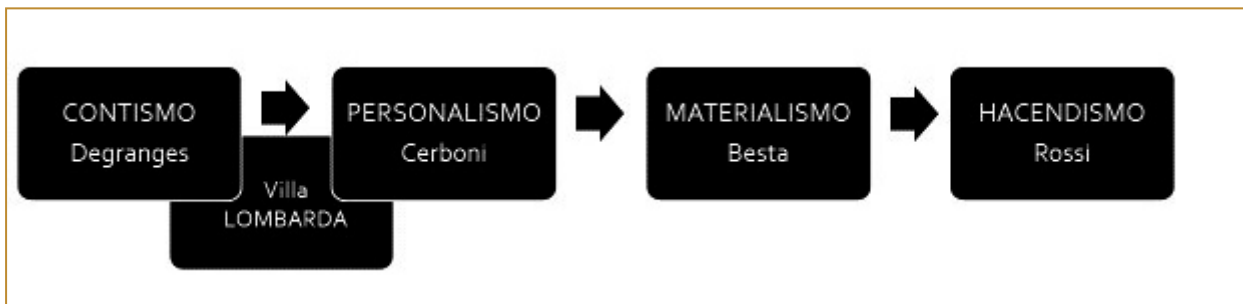 CONTISMO
Degranges
Villa
LOMBARDA
PERSONALISMO
Cerboni
MATERIALISMO
Besta
HACENDISMO
Rossi